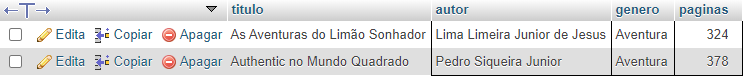 titulo autor genero paginas
Edita Copiar Apagar As Aventuras do Limão Sonhador Lima Limeira Junior de Jesus Aventura 324
Edita Copiar Apagar Authentic no Mundo Quadrado Pedro Siqueira Junior Aventura 378